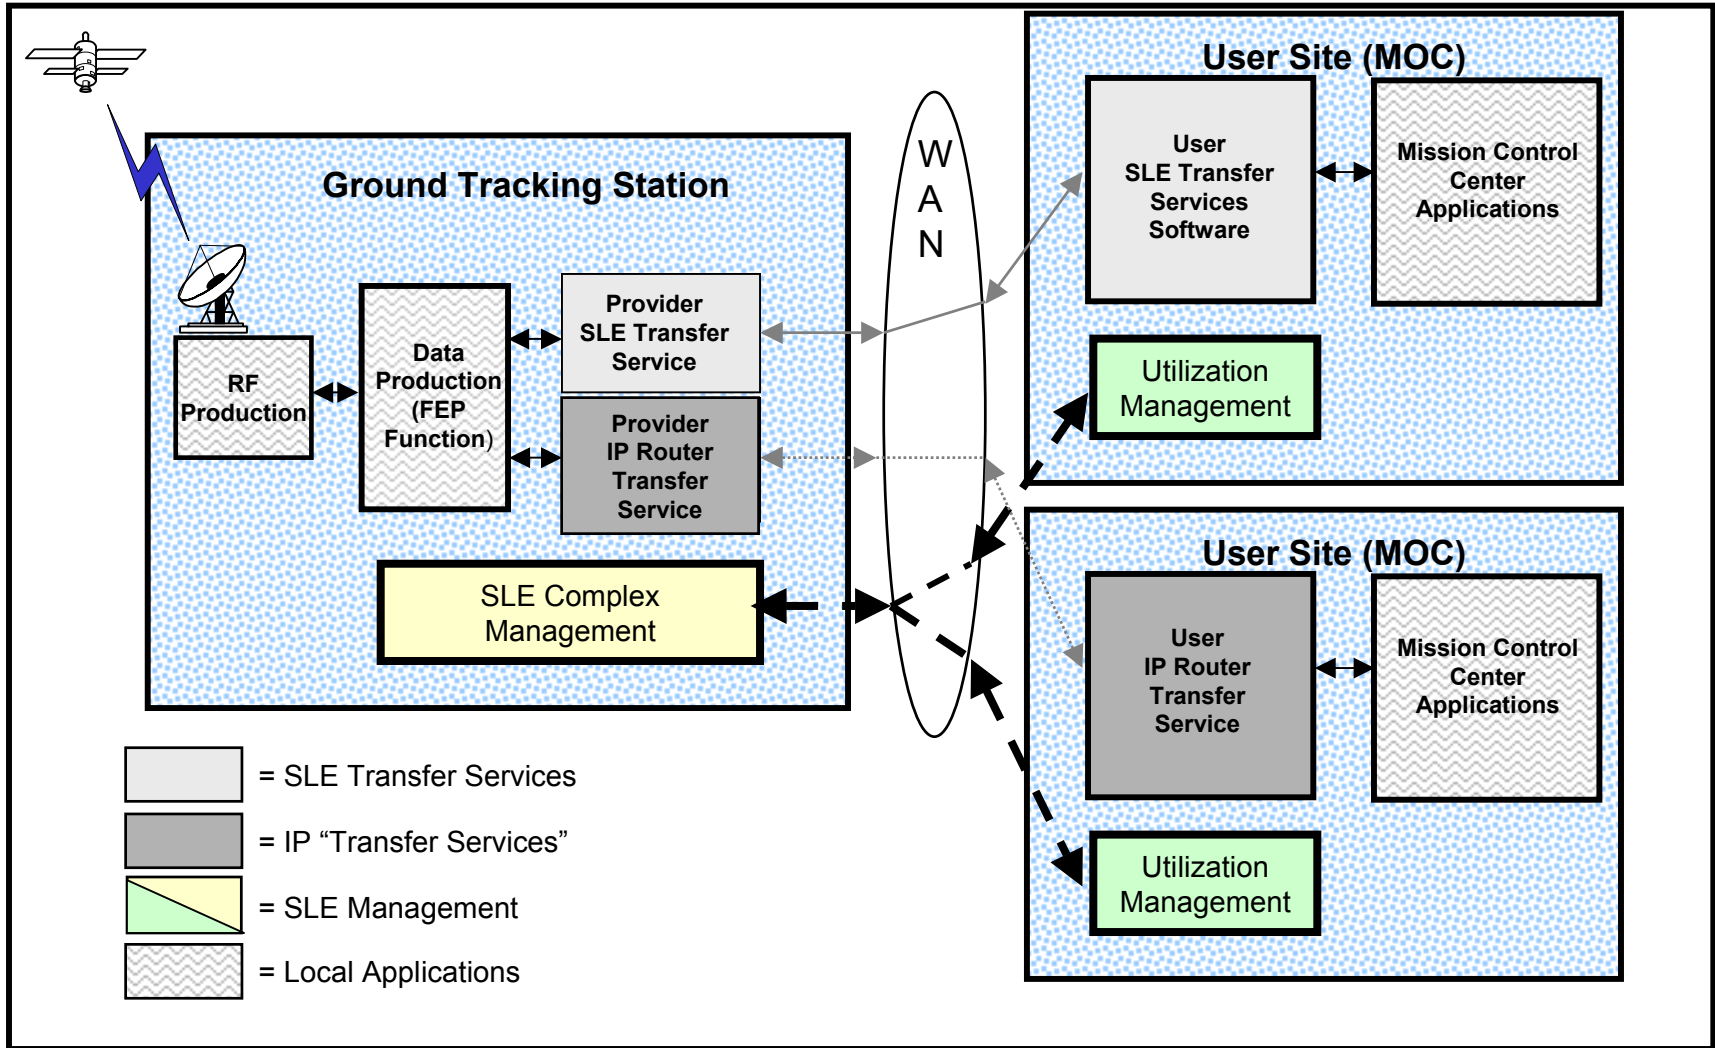 Ground Tracking Station
RF
Production
Data
Production
(FEP
Function)
Provider
SLE Transfer
Service
Provider
IP Router
Transfer
Service
SLE Complex
Management
W
A
N
User Site (MOC)
User
SLE Transfer
Services
Software
Mission Control
Center
Applications
Utilization
Management
User Site (MOC)
User
IP Router
Transfer
Service
Mission Control
Center
Applications
Utilization
Management
= SLE Transfer Services
= IP “Transfer Services”
= SLE Management
= Local Applications